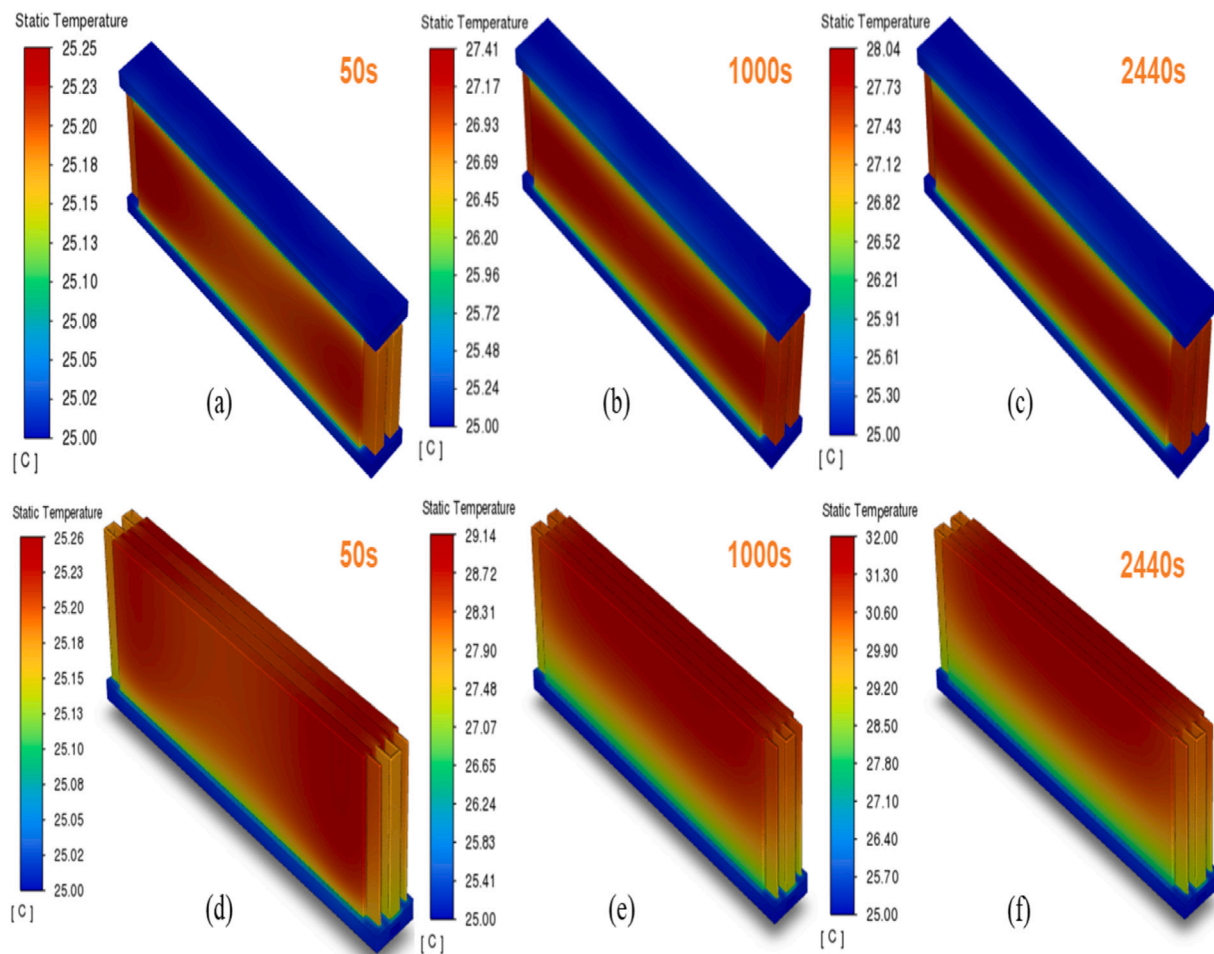 Static Temperature
25.25
25.23
25.20
25.18
25.15
25.13
25.10
25.08
25.05
25.02
25.00
[ C ]
50s
(a)
Static Temperature
27.41
27.17
26.93
26.69
26.45
26.20
25.96
25.72
25.48
25.24
25.00
[ C ]
1000s
(b)
Static Temperature
28.04
27.73
27.43
27.12
26.82
26.52
26.21
25.91
25.61
25.30
25.00
[ C ]
2440s
(c)
Static Temperature
25.26
25.23
25.20
25.18
25.15
25.13
25.10
25.08
25.05
25.02
25.00
[ C ]
50s
(d)
Static Temperature
29.14
28.72
28.31
27.90
27.48
27.07
26.65
26.24
25.83
25.41
25.00
[ C ]
1000s
(e)
Static Temperature
32.00
31.30
30.60
29.90
29.20
28.50
27.80
27.10
26.40
25.70
25.00
[ C ]
2440s
(f)